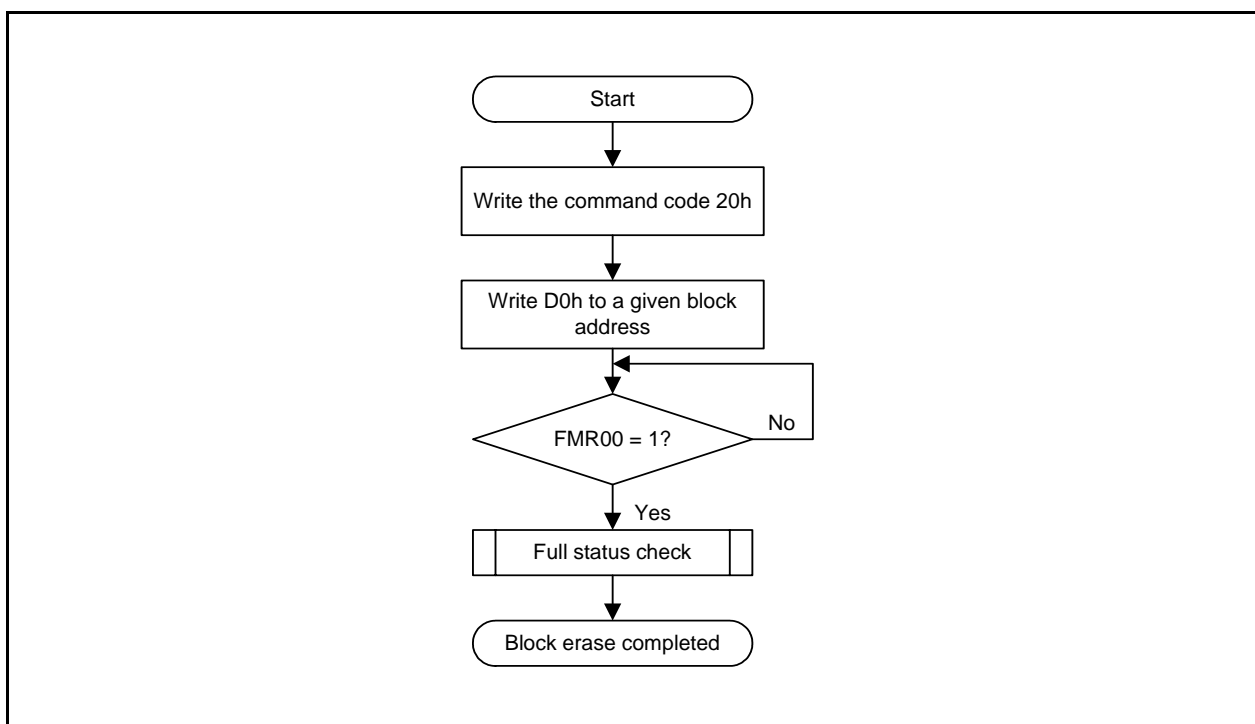 Start
Write the command code 20h
Write D0h to a given block
address
FMR00 = 1?
No
Yes
Full status check
Block erase completed